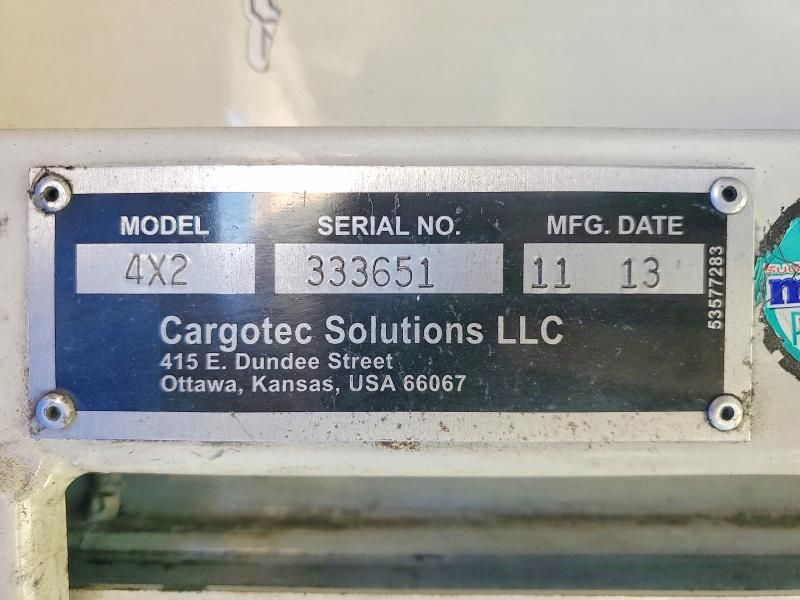 MODEL SERIAL NO. MFG. DATE
4X2 333651 11 13
Cargotec Solutions LLC
415 E. Dundee Street
Ottawa, Kansas, USA 66067
53577283